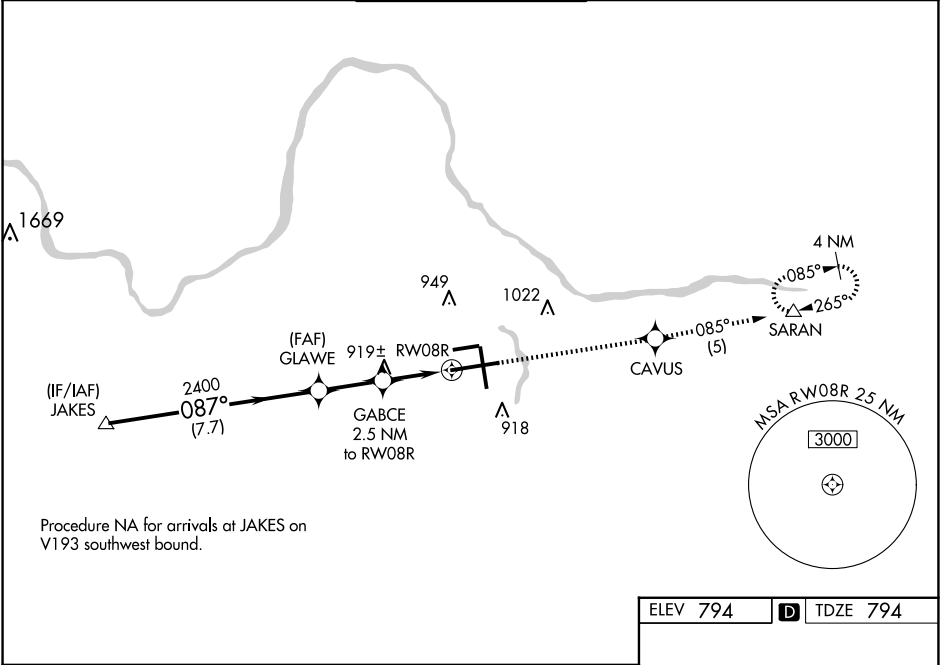 1669
4 NM
085°
265°
SARAN
949
1022
085°
(5)
CAVUS
(FAF)
GLAWE
919±
RW08R
(IF/IAF)
JAKES
2400
087°
(7.7)
GABCE
2.5 NM
to RW08R
918
MSA RW08R 25 NM
3000
Procedure NA for arrivals at JAKES on
V193 southwest bound.
ELEV 794 D TDZE 794